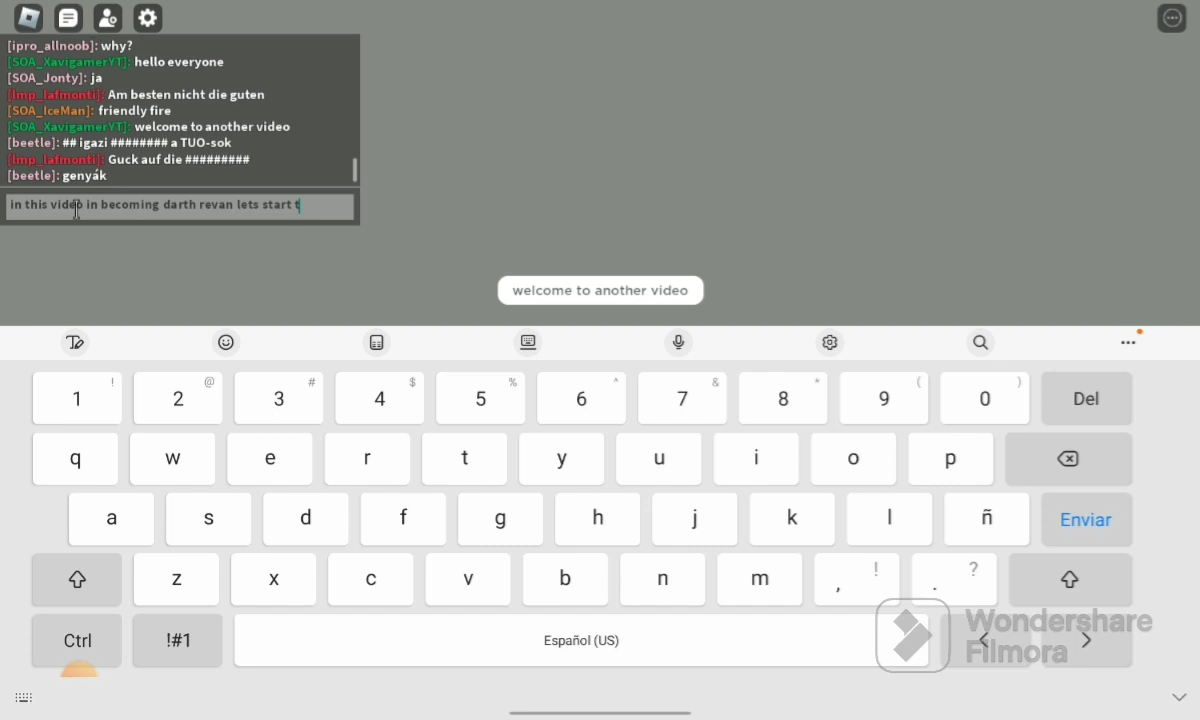 [ipro_allnoob]: why?
[SOA_XavigamerYT]: hello everyone
[SOA_Jonty]: ja
[Imp_lafmonti]: Am besten nicht die guten
[SOA_IceMan]: friendly fire
[SOA_XavigamerYT]: welcome to another video
[beetle]: ## igazi ######## a TUO-sok
[Imp_lafmonti]: Guck auf die #########
[beetle]: genyák
in this video in becoming darth revan lets start t
welcome to another video
! @ # $ % ^ & * ( )
1 2 3 4 5 6 7 8 9 0 Del
q w e r t y u i o p
a s d f g h j k l ñ Enviar
z x c v b n m , ! . ?
Ctrl !#1 Español (US) < >
Wondershare
Filmora